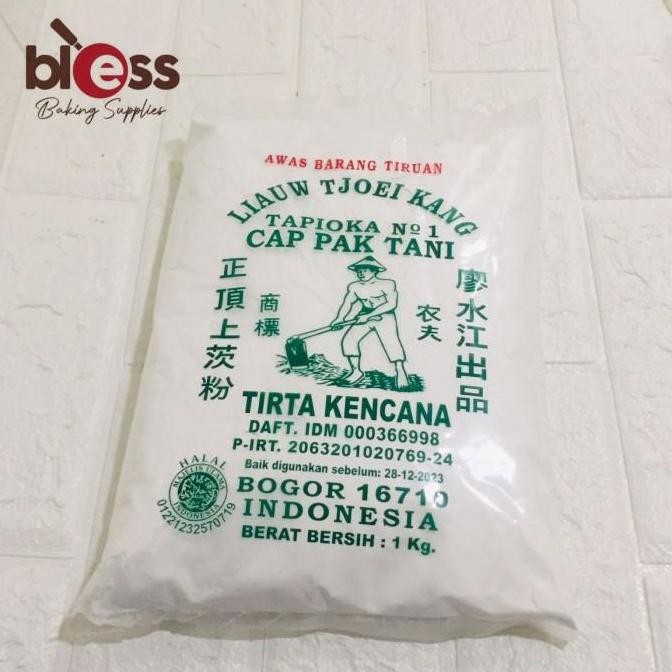 bless
Baking Supplies
AWAS BARANG TIRUAN
LIAUW TJOEI KANG
TAPIOKA No 1
CAP PAK TANI
正頂上茨粉
商標
农夫
廖水江出品
TIRTA KENCANA
DAFT. IDM 000366998
P-IRT. 2063201020769-24
Baik digunakan sebelum: 28-12-2023
HALAL
MAJELIS ULAMA
INDONESIA
01221232570719
BOGOR 16710
INDONESIA
BERAT BERSIH : 1 Kg.